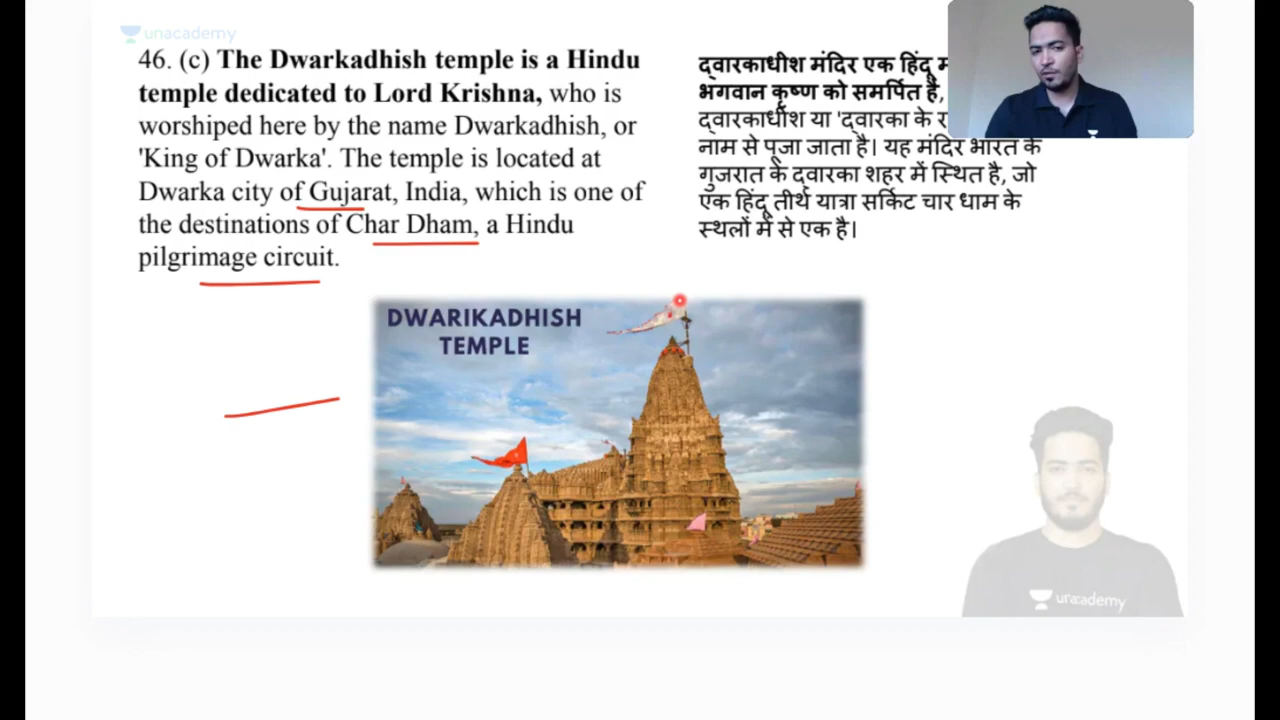 unacademy
46. (c) The Dwarkadhish temple is a Hindu
temple dedicated to Lord Krishna, who is
worshiped here by the name Dwarkadhish, or
'King of Dwarka'. The temple is located at
Dwarka city of Gujarat, India, which is one of
the destinations of Char Dham, a Hindu
pilgrimage circuit.
द्वारकाधीश मंदिर एक हिंदू
भगवान कृष्ण को समर्पित है,
द्वारकाधीश या 'द्वारका के
नाम से पूजा जाता है। यह मंदिर भारत के
गुजरात के द्वारका शहर में स्थित है, जो
एक हिंदू तीर्थ यात्रा सर्किट चार धाम के
स्थलों में से एक है।
DWARIKADHISH
TEMPLE
unacademy